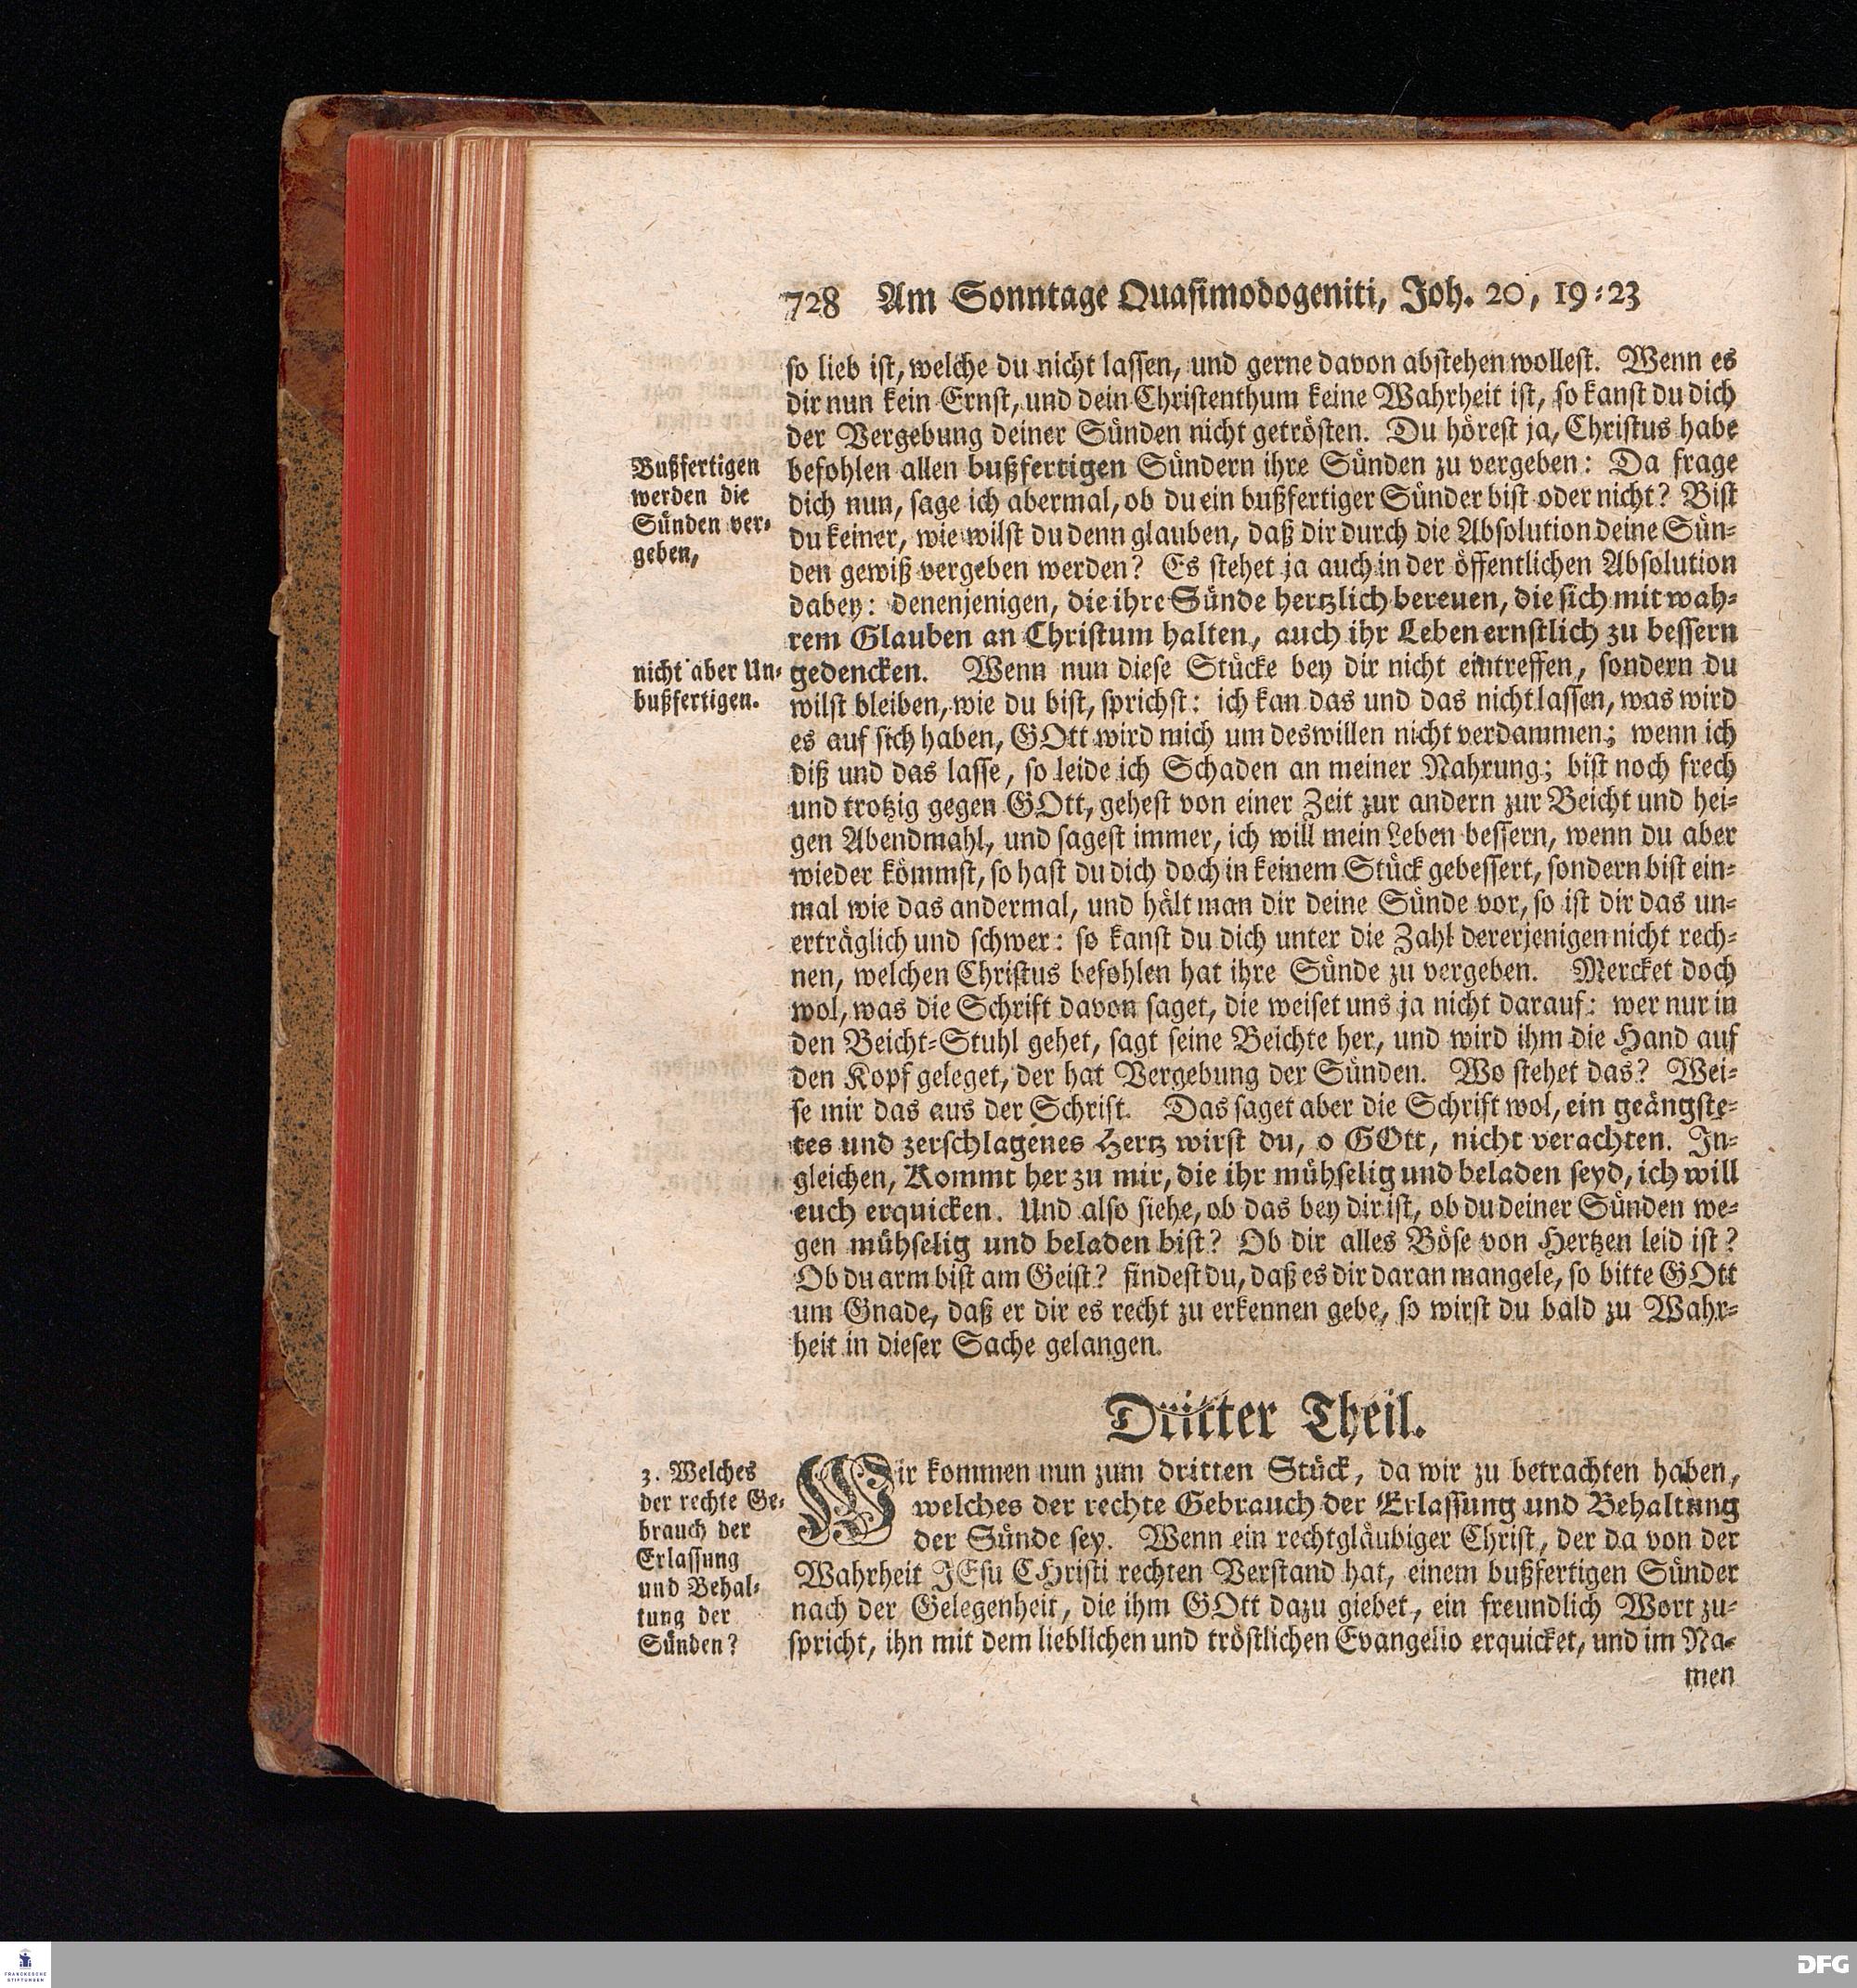 728 Am Sonntage Quasimodogeniti, Joh. 20, 19-23
so lieb ist, welche du nicht lassen, und gerne davon abstehen wollest. Wenn es
dir nun kein Ernst, und dein Christenthum keine Wahrheit ist, so kanst du dich
der Vergebung deiner Sünden nicht getrösten. Du hörest ja, Christus habe
befohlen allen bußfertigen Sündern ihre Sünden zu vergeben: Da frage
dich nun, sage ich abermal, ob du ein bußfertiger Sünder bist oder nicht? Bist
du keiner, wie wilst du denn glauben, daß dir durch die Absolution deine Sün-
den gewiß vergeben werden? Es stehet ja auch in der öffentlichen Absolution
dabey: denenjenigen, die ihre Sünde hertzlich bereuen, die sich mit wah-
rem Glauben an Christum halten, auch ihr Leben ernstlich zu bessern
gedencken. Wenn nun diese Stücke bey dir nicht eintreffen, sondern du
wilst bleiben, wie du bist, sprichst: ich kan das und das nicht lassen, was wird
es auf sich haben, GOtt wird mich um deswillen nicht verdammen; wenn ich
diß und das lasse, so leide ich Schaden an meiner Nahrung; bist noch frech
und trotzig gegen GOtt, gehest von einer Zeit zur andern zur Beicht und hei-
gen Abendmahl, und sagest immer, ich will mein Leben bessern, wenn du aber
wieder kömmst, so hast du dich doch in keinem Stück gebessert, sondern bist ein-
mal wie das andermal, und hält man dir deine Sünde vor, so ist dir das un-
erträglich und schwer: so kanst du dich unter die Zahl dererjenigen nicht rech-
nen, welchen Christus befohlen hat ihre Sünde zu vergeben. Mercket doch
wol, was die Schrift davon saget, die weiset uns ja nicht darauf: wer nur in
den Beicht-Stuhl gehet, sagt seine Beichte her, und wird ihm die Hand auf
den Kopf geleget, der hat Vergebung der Sünden. Wo stehet das? Wei-
se mir das aus der Schrift. Das saget aber die Schrift wol, ein geängste-
tes und zerschlagenes Hertz wirst du, o GOtt, nicht verachten. In-
gleichen, Kommt her zu mir, die ihr mühselig und beladen seyd, ich will
euch erquicken. Und also siehe, ob das bey dir ist, ob du deiner Sünden we-
gen mühselig und beladen bist? Ob dir alles Böse von Hertzen leid ist?
Ob du arm bist am Geist? findest du, daß es dir daran mangele, so bitte GOtt
um Gnade, daß er dir es recht zu erkennen gebe, so wirst du bald zu Wahr-
heit in dieser Sache gelangen.
Bußfertigen
werden die
Sünden ver-
geben,
nicht aber Un-
bußfertigen.
Dritter Theil.
Wir kommen nun zum dritten Stück, da wir zu betrachten haben,
welches der rechte Gebrauch der Erlassung und Behaltung
der Sünde sey. Wenn ein rechtgläubiger Christ, der da von der
Wahrheit JEsu CHristi rechten Verstand hat, einem bußfertigen Sünder
nach der Gelegenheit, die ihm GOtt dazu giebet, ein freundlich Wort zu-
spricht, ihn mit dem lieblichen und tröstlichen Evangelio erquicket, und im Na-
men
3. Welches
der rechte Ge-
brauch der
Erlassung
und Behal-
tung der
Sünden?
FRANCKESCHE
STIFTUNGEN
DFG